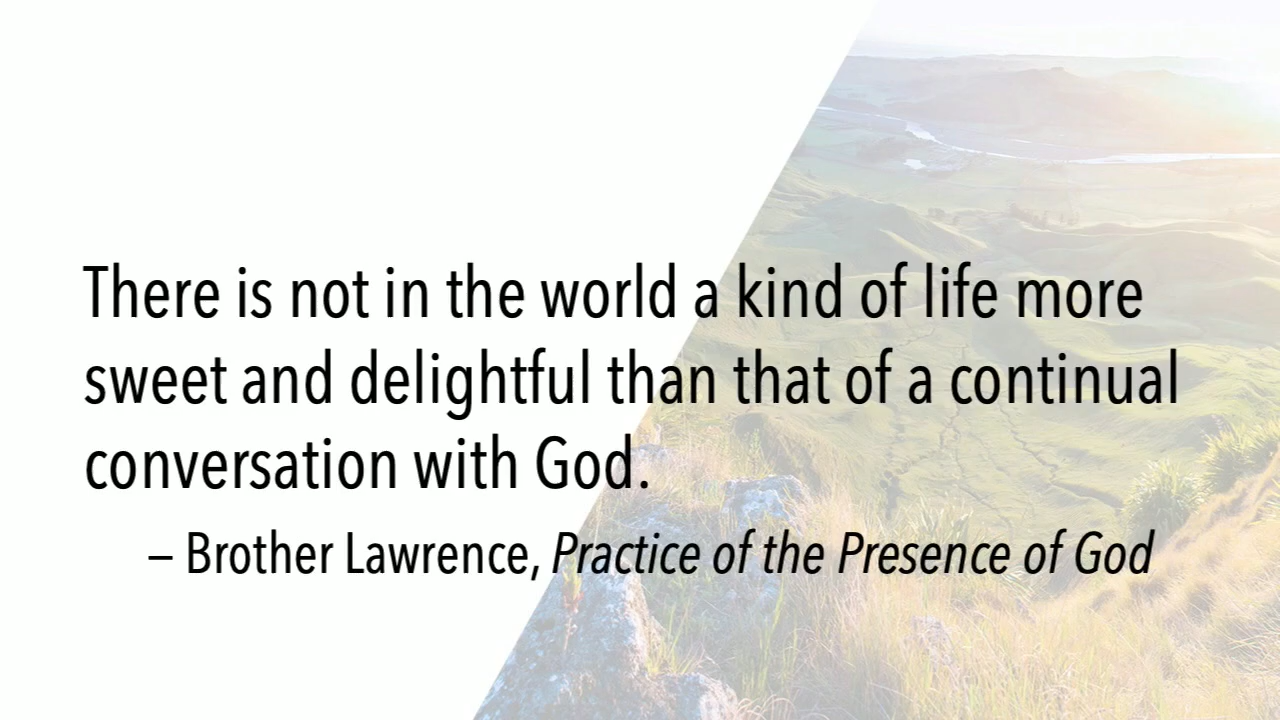 There is not in the world a kind of life more
sweet and delightful than that of a continual
conversation with God.
– Brother Lawrence, Practice of the Presence of God